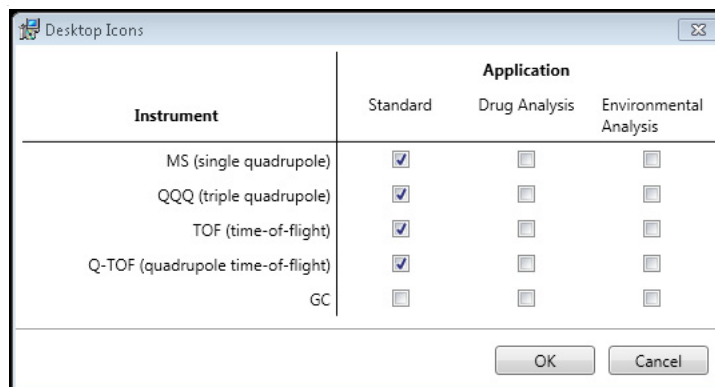 Desktop Icons
Application
Instrument
Standard
Drug Analysis
Environmental
Analysis
MS (single quadrupole)
QQQ (triple quadrupole)
TOF (time-of-flight)
Q-TOF (quadrupole time-of-flight)
GC
OK
Cancel